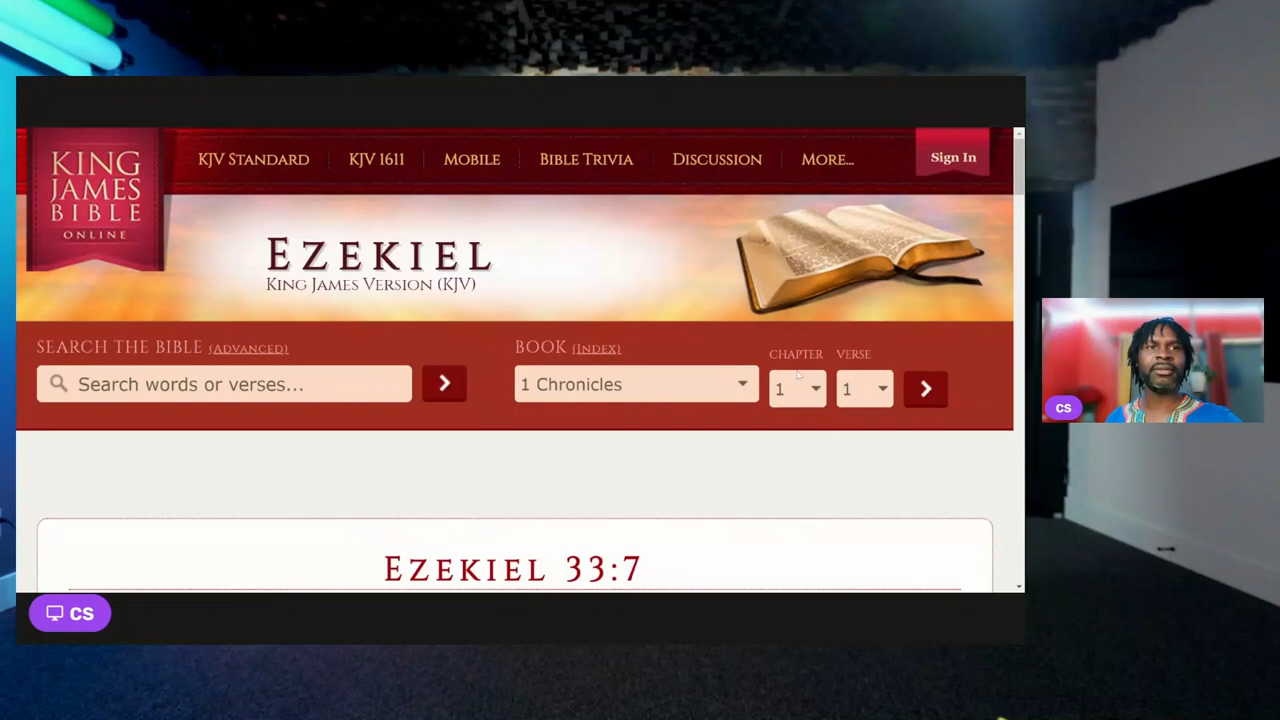 KING
JAMES
BIBLE
ONLINE
KJV STANDARD KJV 1611 MOBILE BIBLE TRIVIA DISCUSSION MORE... Sign In
EZEKIEL
KING JAMES VERSION (KJV)
SEARCH THE BIBLE (ADVANCED) BOOK (INDEX) CHAPTER VERSE
Search words or verses... 1 Chronicles 1 1
EZEKIEL 33:7
CS
CS